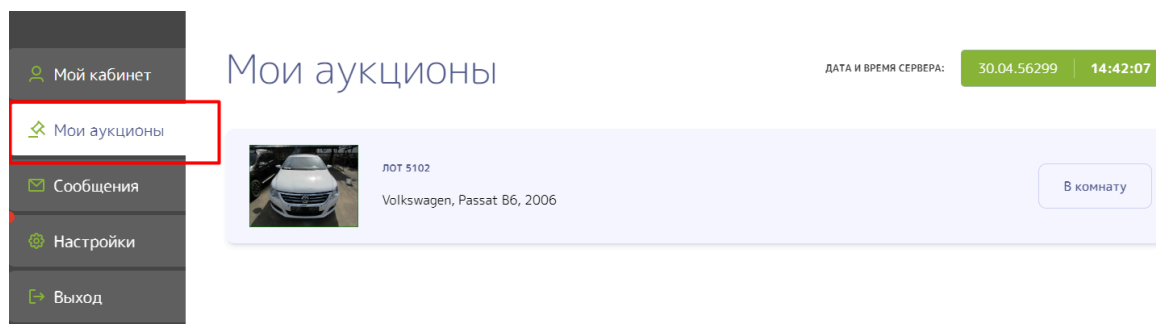 Мой кабинет
Мои аукционы
Сообщения
Настройки
Выход
Мои аукционы
ДАТА И ВРЕМЯ СЕРВЕРА:
30.04.56299 14:42:07
ЛОТ 5102
Volkswagen, Passat B6, 2006
В комнату